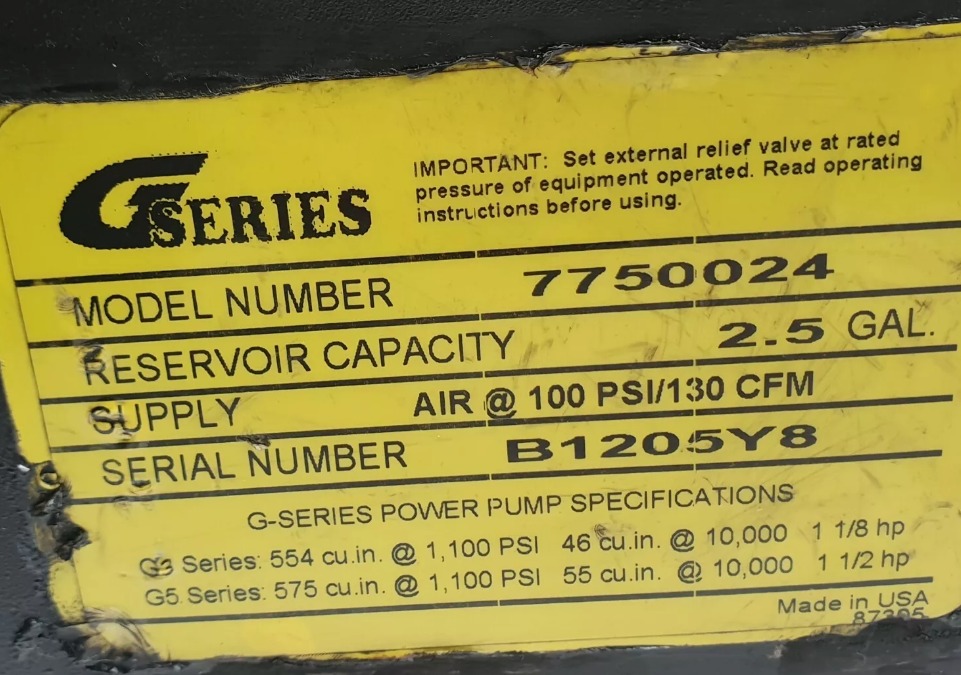 G SERIES
IMPORTANT: Set external relief valve at rated
pressure of equipment operated. Read operating
instructions before using.
MODEL NUMBER 7750024
RESERVOIR CAPACITY 2.5 GAL.
SUPPLY AIR @ 100 PSI/130 CFM
SERIAL NUMBER B1205Y8
G-SERIES POWER PUMP SPECIFICATIONS
G3 Series: 554 cu.in. @ 1,100 PSI 46 cu.in. @ 10,000 1 1/8 hp
G5 Series: 575 cu.in. @ 1,100 PSI 55 cu.in. @ 10,000 1 1/2 hp
Made in USA
87305